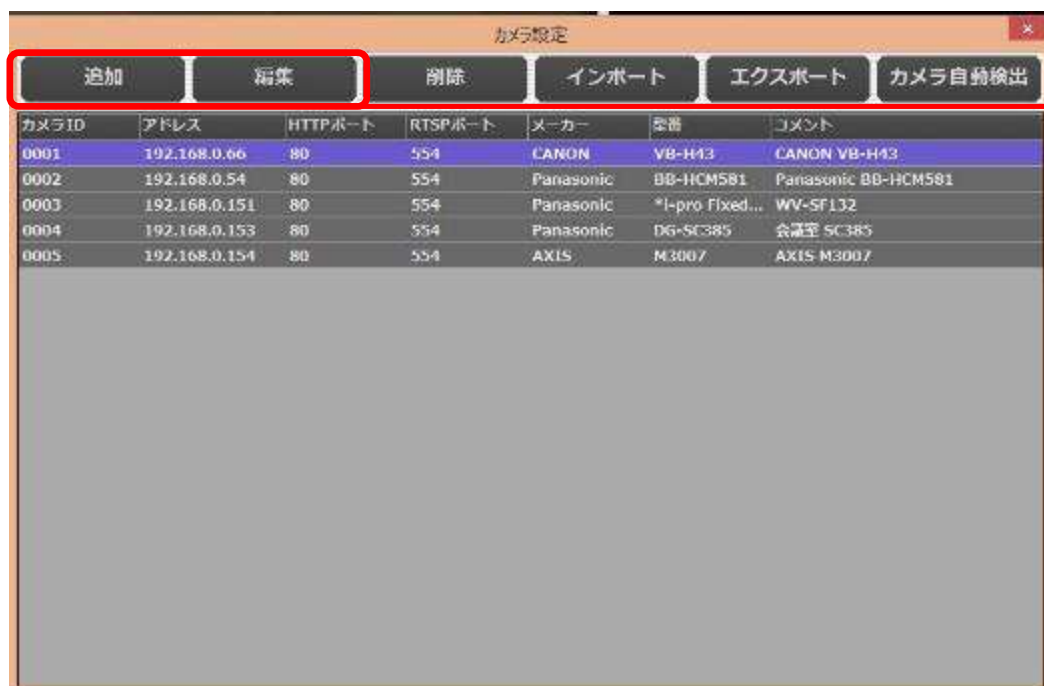 カメラ設定
追加 編集 削除 インポート エクスポート カメラ自動検出
カメラID アドレス HTTPポート RTSPポート メーカー 型番 コメント
0001 192.168.0.66 80 554 CANON VB-H43 CANON VB-H43
0002 192.168.0.54 80 554 Panasonic BB-HCM581 Panasonic BB-HCM581
0003 192.168.0.151 80 554 Panasonic *i-pro Fixed... WV-SF132
0004 192.168.0.153 80 554 Panasonic DG-SC385 会議室 SC385
0005 192.168.0.154 80 554 AXIS M3007 AXIS M3007